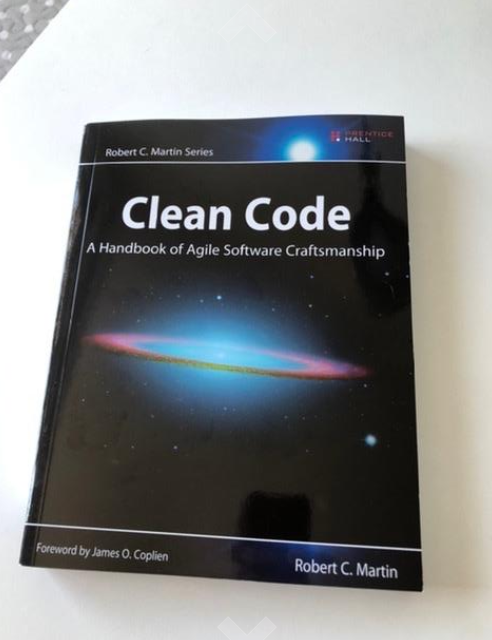 Robert C. Martin Series
PRENTICE
HALL
Clean Code
A Handbook of Agile Software Craftsmanship
Foreword by James O. Coplien
Robert C. Martin